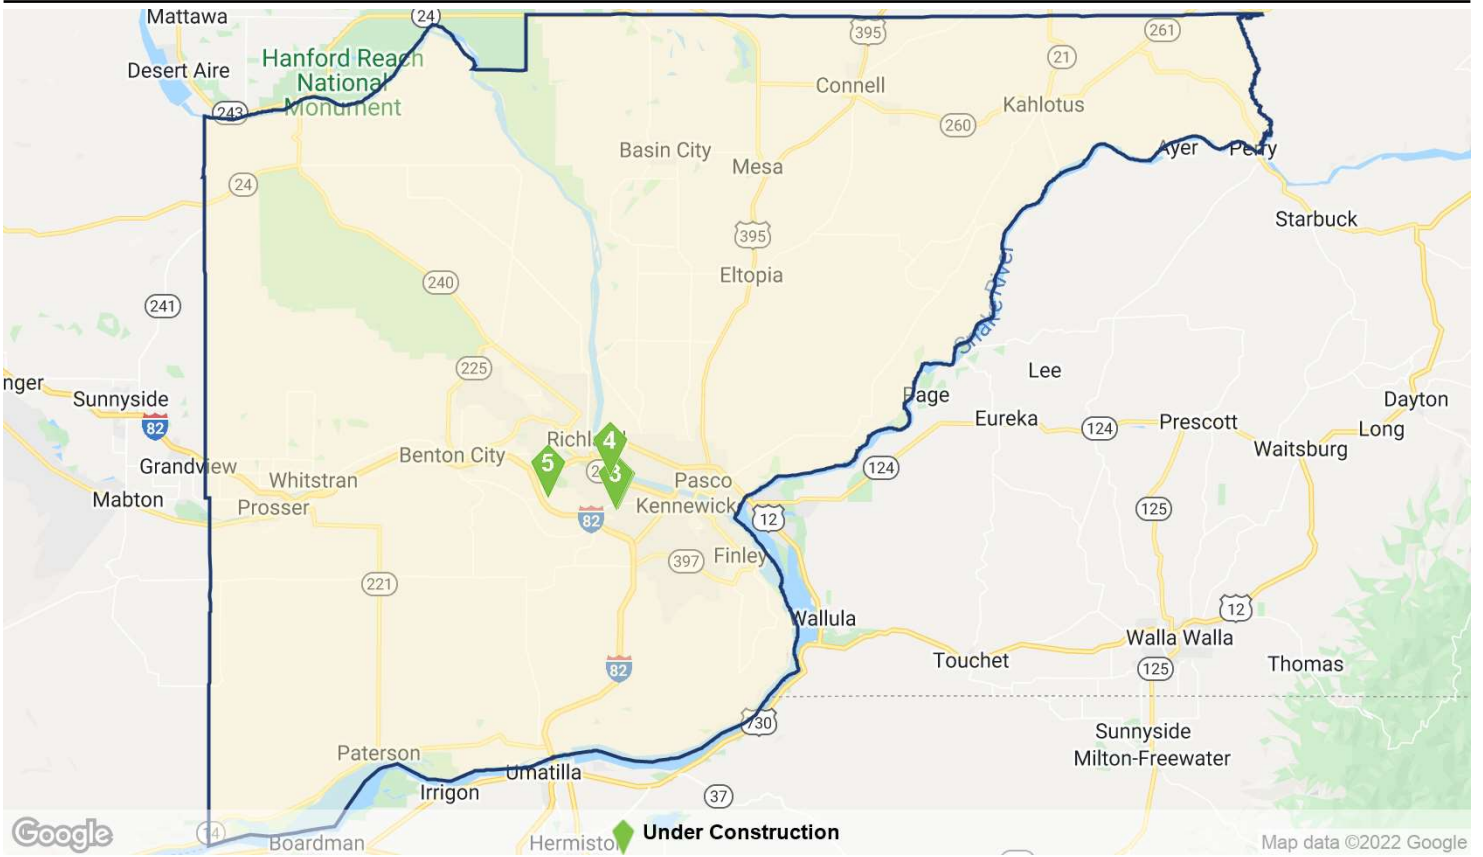 Mattawa
24
395
261
Hanford Reach
National
Monument
Desert Aire
21
Connell
Kahlotus
243
260
Basin City
Mesa
Ayer
Perry
24
Starbuck
395
Eltopia
240
241
Snake River
225
Lee
nger
Sunnyside
Page
Dayton
82
Eureka
124
Prescott
Long
Richland
4
Waitsburg
Benton City
Grandview
5
3
124
Whitstran
Pasco
Mabton
Prosser
Kennewick
125
82
12
397
Finley
221
12
Wallula
Walla Walla
82
Touchet
125
Thomas
730
Sunnyside
Paterson
Milton-Freewater
Umatilla
Irrigon
37
14
Google
Under Construction
Boardman
Hermiston
Map data ©2022 Google